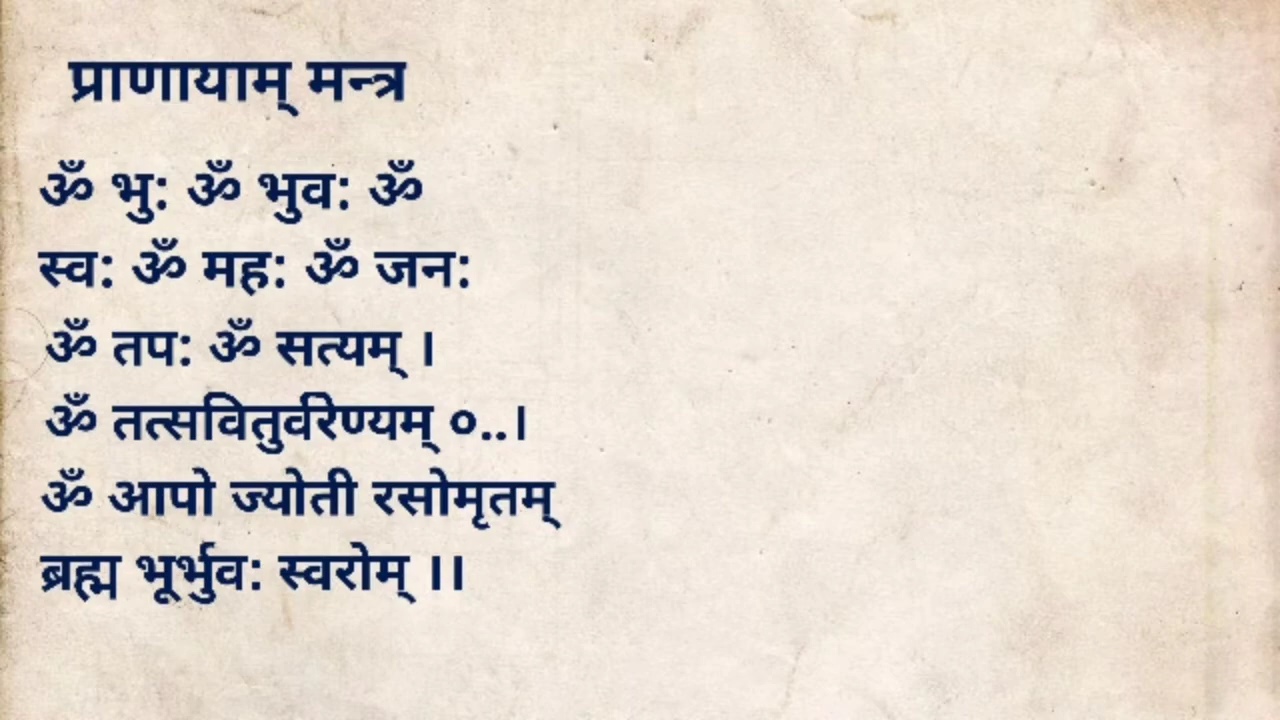 प्राणायाम् मन्त्र
ॐ भु: ॐ भुव: ॐ
स्व: ॐ मह: ॐ जन:
ॐ तप: ॐ सत्यम् ।
ॐ तत्सवितुर्वरेण्यम् ०..।
ॐ आपो ज्योती रसोमृतम्
ब्रह्म भूर्भुव: स्वरोम् ।।